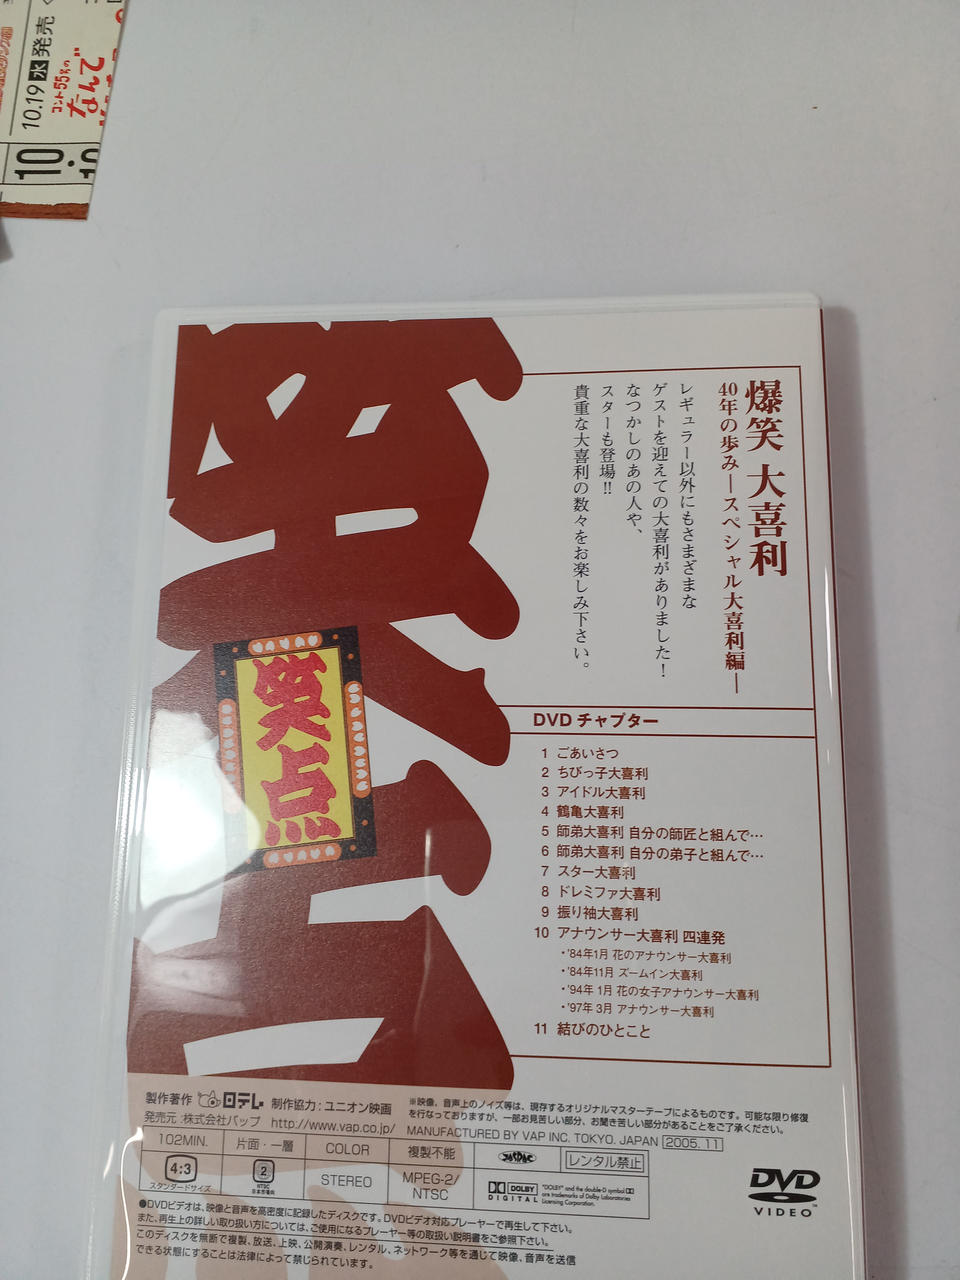 10.19 水 発売
コント55号の
なんで
10
爆笑 大喜利
40年の歩み―スペシャル大喜利編―
レギュラー以外にもさまざまな
ゲストを迎えての大喜利がありました!
なつかしのあの人や、
スターも登場!!
貴重な大喜利の数々をお楽しみ下さい。
笑点
笑点
DVD チャプター
1 ごあいさつ
2 ちびっ子大喜利
3 アイドル大喜利
4 鶴亀大喜利
5 師弟大喜利 自分の師匠と組んで…
6 師弟大喜利 自分の弟子と組んで…
7 スター大喜利
8 ドレミファ大喜利
9 振り袖大喜利
10 アナウンサー大喜利 四連発
・'84年1月 花のアナウンサー大喜利
・'84年11月 ズームイン大喜利
・'94年 1月 花の女子アナウンサー大喜利
・'97年 3月 アナウンサー大喜利
11 結びのひとこと
製作著作 日テレ 制作協力:ユニオン映画
発売元:株式会社バップ http://www.vap.co.jp/
※映像、音声上のノイズ等は、現存するオリジナルマスターテープによるものです。可能な限り修復
を行なっておりますが、一部お見苦しい部分、お聞き苦しい部分があることをご了承ください。
MANUFACTURED BY VAP INC. TOKYO. JAPAN 2005.11
102MIN. 片面・一層 COLOR 複製不能 JASRAC レンタル禁止
4:3 スタンダードサイズ 2 NTSC 日本市場向 STEREO MPEG-2/NTSC
DOLBY DIGITAL "DOLBY" and the double-D symbol are trademarks of Dolby Laboratories Licensing Corporation.
DVD VIDEO™
●DVDビデオは、映像と音声を高密度に記録したディスクです。DVDビデオ対応プレーヤーで再生して下さい。
また、再生上の詳しい取り扱い方については、ご使用になるプレーヤー等の取扱い説明書をご参照下さい。
このディスクを無断で複製、放送、上映、公開演奏、レンタル、ネットワーク等を通じて映像、音声を送信
できる状態にすることは法律によって禁じられています。